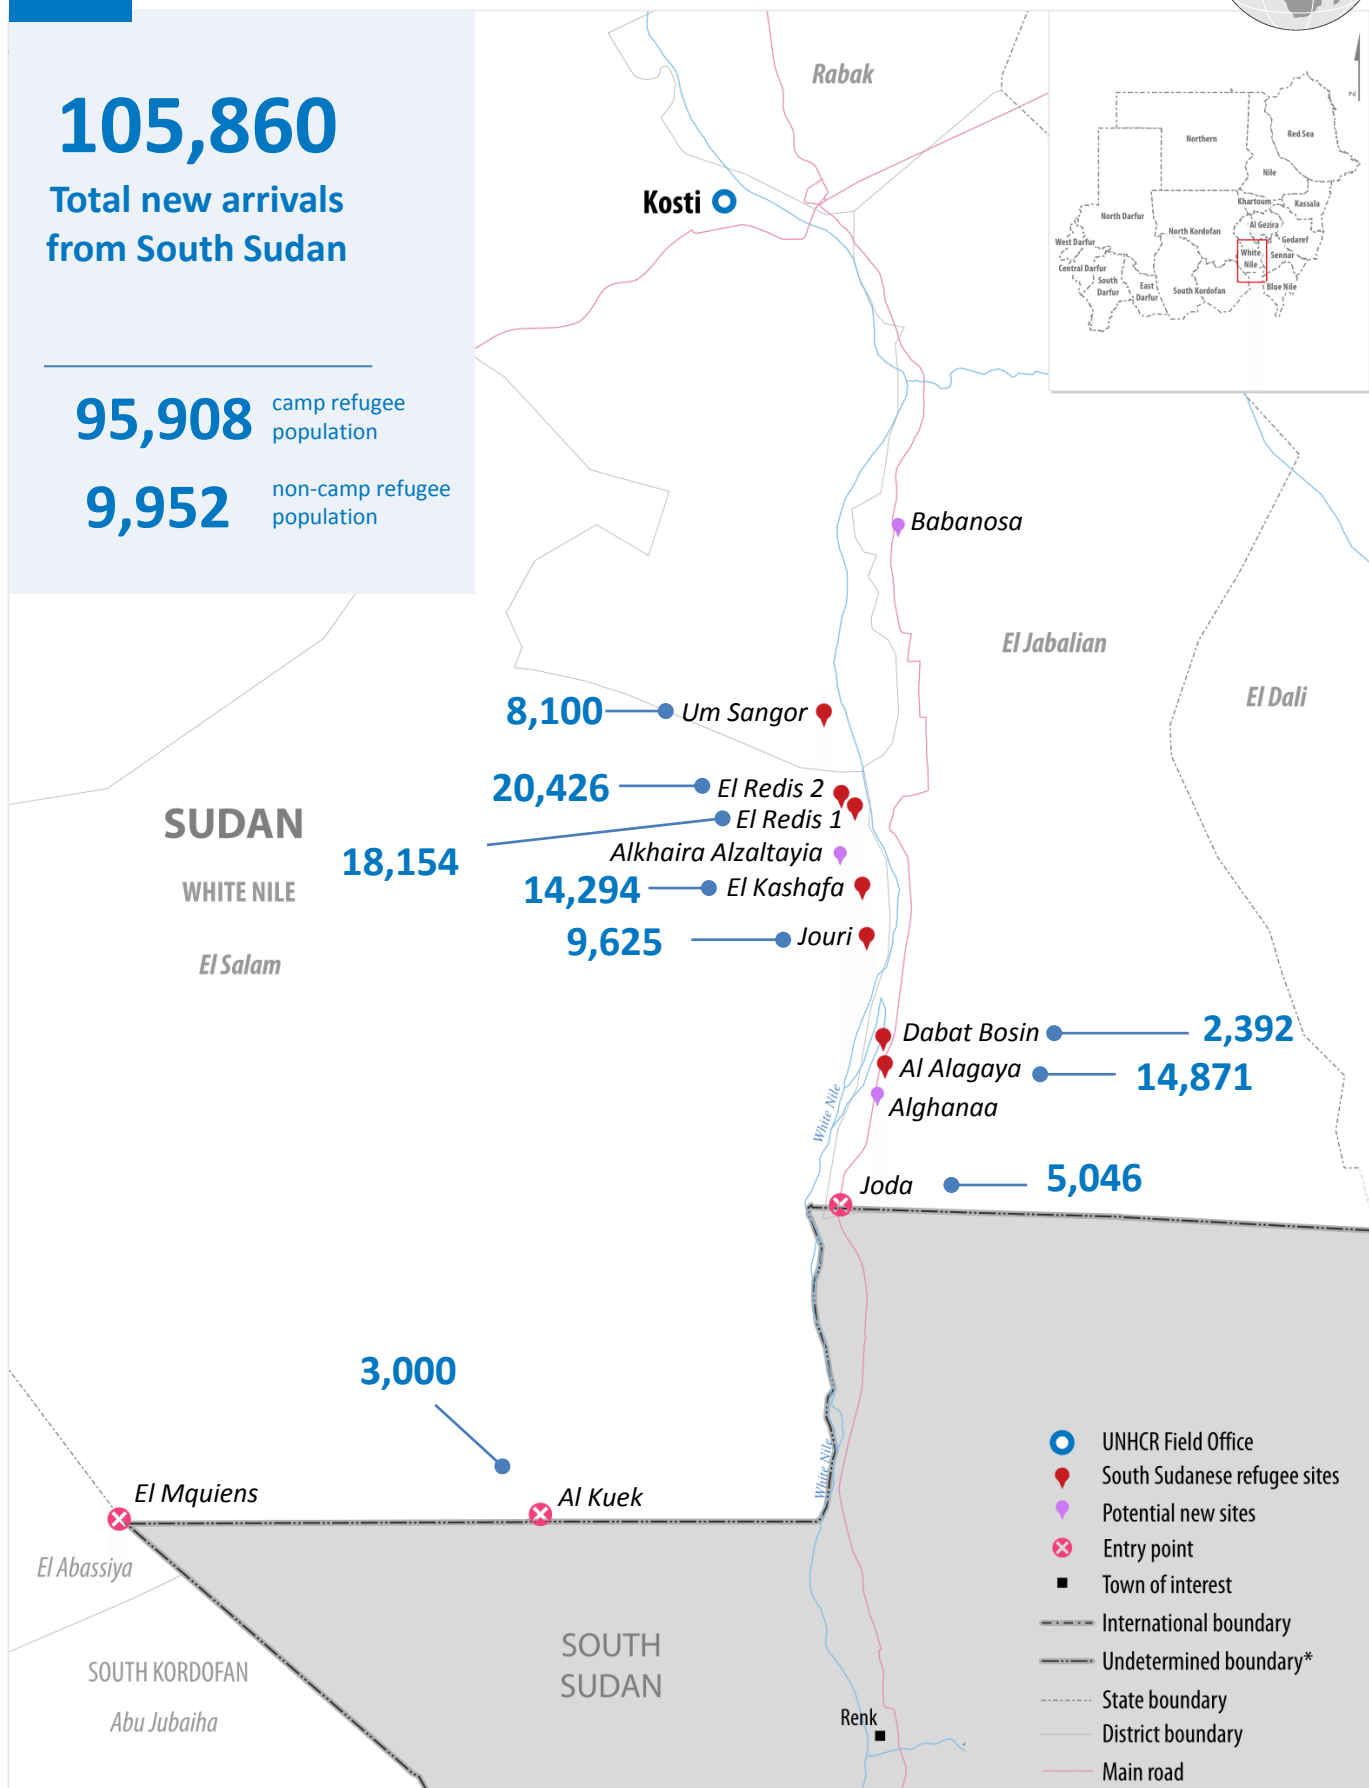 105,860
Total new arrivals
from South Sudan
95,908
camp refugee
population
9,952
non-camp refugee
population
Rabak
Kosti
N
Northern
Red Sea
Nile
Khartoum
Kassala
North Darfur
Al Gezira
North Kordofan
Gedaref
West Darfur
White
Nile
Sennar
Central Darfur
South
Darfur
East
Darfur
South Kordofan
Blue Nile
Babanosa
El Jabalian
El Dali
8,100
Um Sangor
20,426
El Redis 2
El Redis 1
18,154
Alkhaira Alzaltayia
14,294
El Kashafa
9,625
Jouri
SUDAN
WHITE NILE
El Salam
Dabat Bosin
2,392
Al Alagaya
14,871
Alghanaa
White Nile
Joda
5,046
3,000
El Mquiens
Al Kuek
White Nile
El Abassiya
SOUTH KORDOFAN
Abu Jubaiha
SOUTH
SUDAN
Renk
UNHCR Field Office
South Sudanese refugee sites
Potential new sites
Entry point
Town of interest
International boundary
Undetermined boundary*
State boundary
District boundary
Main road